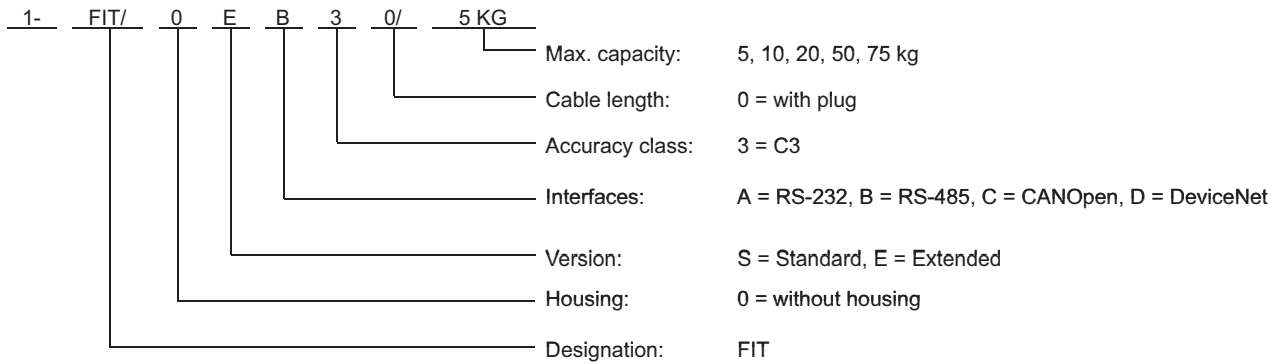 1- FIT/ 0 E B 3 0/ 5 KG
Max. capacity: 5, 10, 20, 50, 75 kg
Cable length: 0 = with plug
Accuracy class: 3 = C3
Interfaces: A = RS-232, B = RS-485, C = CANOpen, D = DeviceNet
Version: S = Standard, E = Extended
Housing: 0 = without housing
Designation: FIT